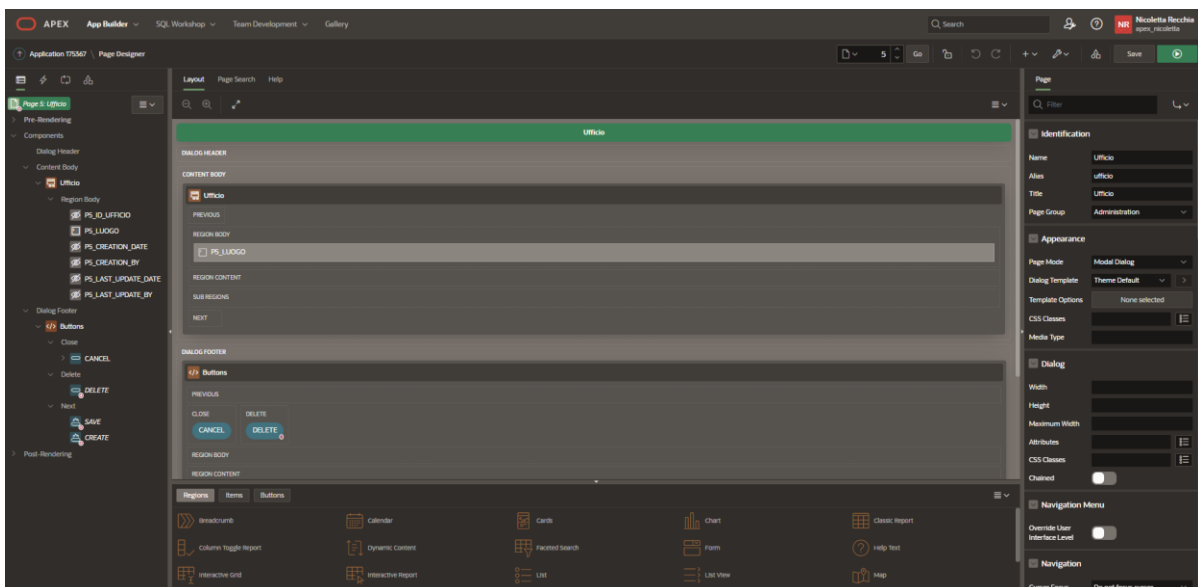 APEX App Builder SQL Workshop Team Development Gallery Search NR Nicoletta Recchia
apex_nicoletta
Application 175367 \ Page Designer 5 Go Save
Layout Page Search Help Page
Page 5: Ufficio
Filter
Pre-Rendering
Components
Dialog Header
Content Body
Ufficio
Region Body
P5_ID_UFFICIO
P5_LUOGO
P5_CREATION_DATE
P5_CREATION_BY
P5_LAST_UPDATE_DATE
P5_LAST_UPDATE_BY
Dialog Footer
Buttons
Close
CANCEL
Delete
DELETE
Next
SAVE
CREATE
Post-Rendering
Ufficio
DIALOG HEADER
CONTENT BODY
Ufficio
PREVIOUS
REGION BODY
P5_LUOGO
REGION CONTENT
SUB REGIONS
NEXT
DIALOG FOOTER
Buttons
PREVIOUS
CLOSE DELETE
CANCEL DELETE
REGION BODY
REGION CONTENT
Regions Items Buttons
Breadcrumb Calendar Cards Chart Classic Report
Column Toggle Report Dynamic Content Faceted Search Form Help Text
Interactive Grid Interactive Report List List View Map
Identification
Name Ufficio
Alias ufficio
Title Ufficio
Page Group Administration
Appearance
Page Mode Modal Dialog
Dialog Template Theme Default
Template Options None selected
CSS Classes
Media Type
Dialog
Width
Height
Maximum Width
Attributes
CSS Classes
Chained
Navigation Menu
Override User
Interface Level
Navigation
Cursor Focus Do not focus cursor